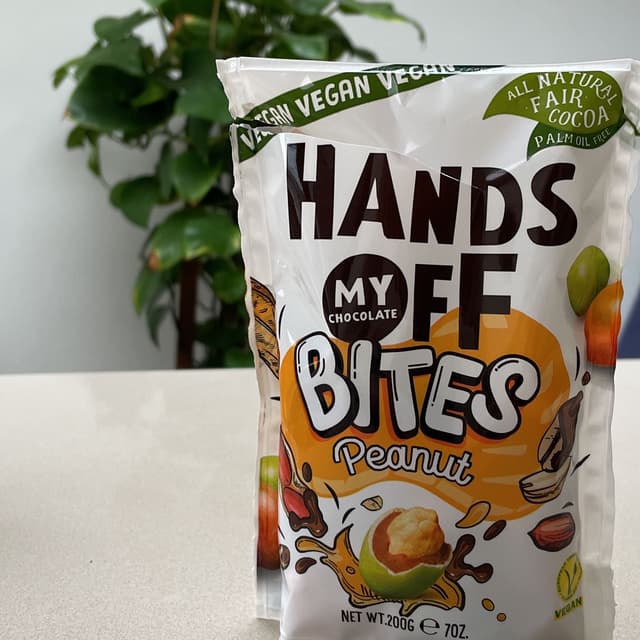 VEGAN VEGAN VEGAN
ALL NATURAL
FAIR
COCOA
PALM OIL FREE
HANDS
OFF
MY
CHOCOLATE
BITES
Peanut
VEGAN
NET WT.200G ℮ 7OZ.